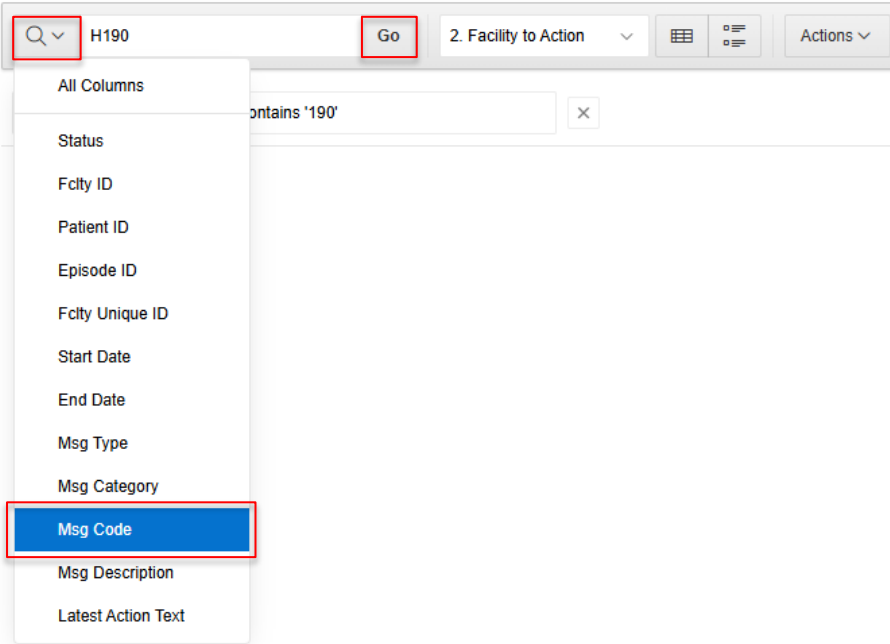 H190 Go 2. Facility to Action Actions
All Columns
ontains '190'
Status
Fclty ID
Patient ID
Episode ID
Fclty Unique ID
Start Date
End Date
Msg Type
Msg Category
Msg Code
Msg Description
Latest Action Text